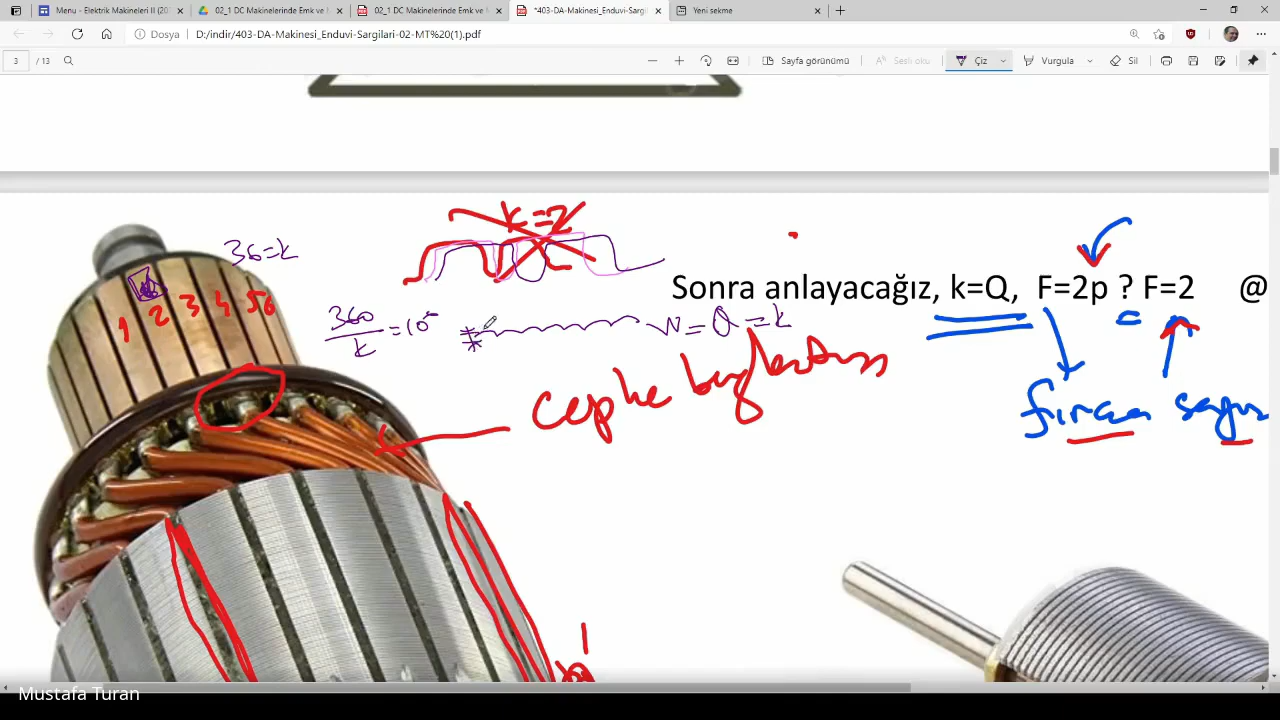 Menu - Elektrik Makineleri II (20
02_1 DC Makinelerinde Emk ve M
02_1 DC Makinelerinde Emk ve M
*403-DA-Makinesi_Enduvi-Sargil
Yeni sekme
Dosya
D:/indir/403-DA-Makinesi_Enduvi-Sargilari-02-MT%20(1).pdf
3 / 13
Sayfa görünümü
Sesli oku
Çiz
Vurgula
Sil
k=2
36=k
1 2 3 4 5 6
Sonra anlayacağız, k=Q, F=2p ? F=2 @
360/k=10°
N=Q=k
cephe bağlantısı
fırça sayısı
Mustafa Turan